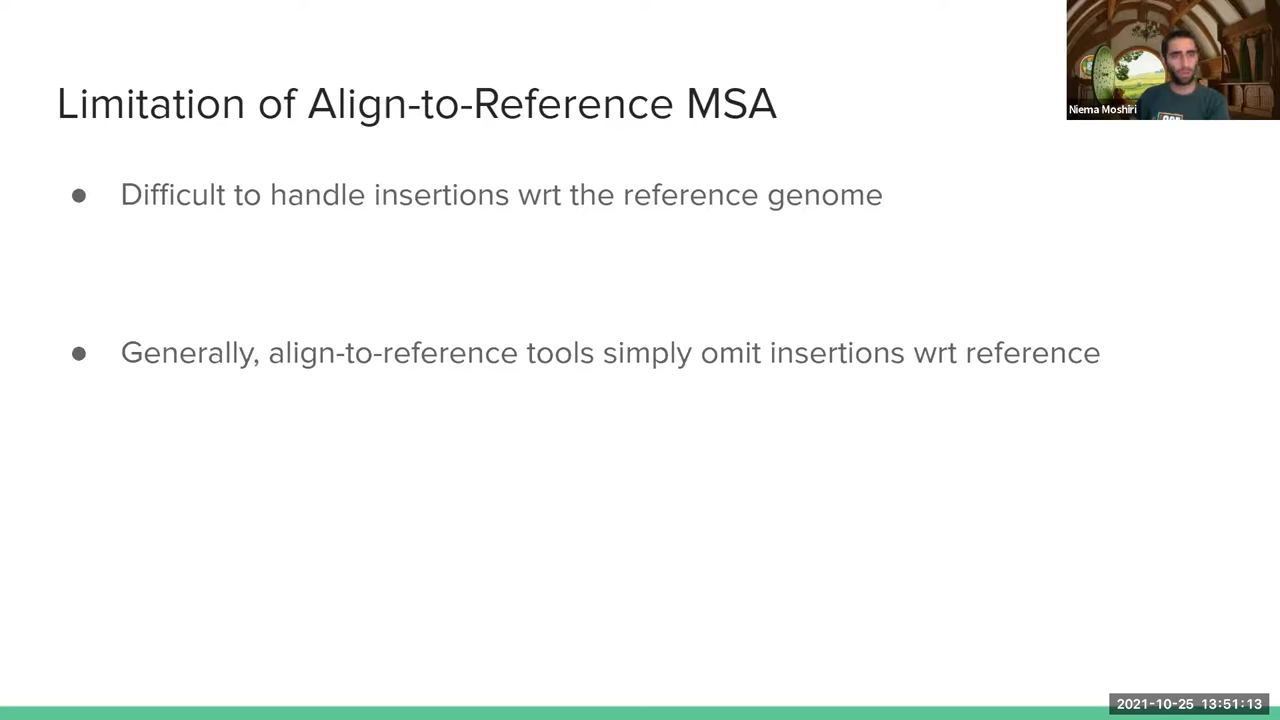 Limitation of Align-to-Reference MSA
Niema Moshiri
● Difficult to handle insertions wrt the reference genome
● Generally, align-to-reference tools simply omit insertions wrt reference
2021-10-25 13:51:13